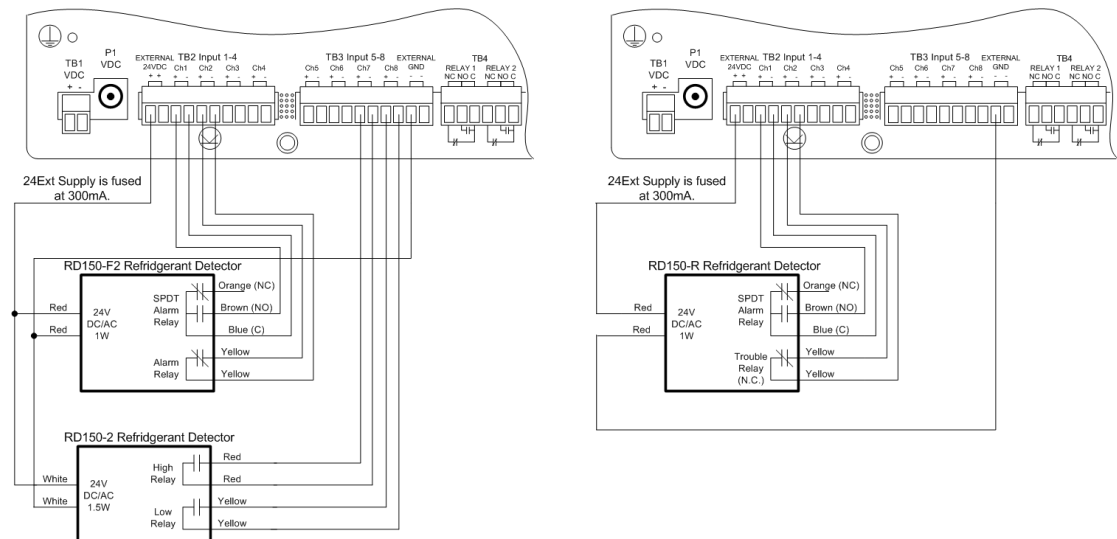 TB1
VDC
+ -
P1
VDC
EXTERNAL
24VDC
+ +
TB2 Input 1-4
Ch1 Ch2 Ch3 Ch4
+ - + - + - + -
TB3 Input 5-8
Ch5 Ch6 Ch7 Ch8
+ - + - + - + -
EXTERNAL
GND
- -
TB4
RELAY 1 RELAY 2
NC NO C NC NO C
24Ext Supply is fused
at 300mA.
RD150-F2 Refridgerant Detector
Red
Red
24V
DC/AC
1W
SPDT
Alarm
Relay
Orange (NC)
Brown (NO)
Blue (C)
Alarm
Relay
Yellow
Yellow
RD150-2 Refridgerant Detector
White
White
24V
DC/AC
1.5W
High
Relay
Red
Red
Low
Relay
Yellow
Yellow
TB1
VDC
+ -
P1
VDC
EXTERNAL
24VDC
+ +
TB2 Input 1-4
Ch1 Ch2 Ch3 Ch4
+ - + - + - + -
TB3 Input 5-8
Ch5 Ch6 Ch7 Ch8
+ - + - + - + -
EXTERNAL
GND
- -
TB4
RELAY 1 RELAY 2
NC NO C NC NO C
24Ext Supply is fused
at 300mA.
RD150-R Refridgerant Detector
Red
Red
24V
DC/AC
1W
SPDT
Alarm
Relay
Orange (NC)
Brown (NO)
Blue (C)
Trouble
Relay
(N.C.)
Yellow
Yellow